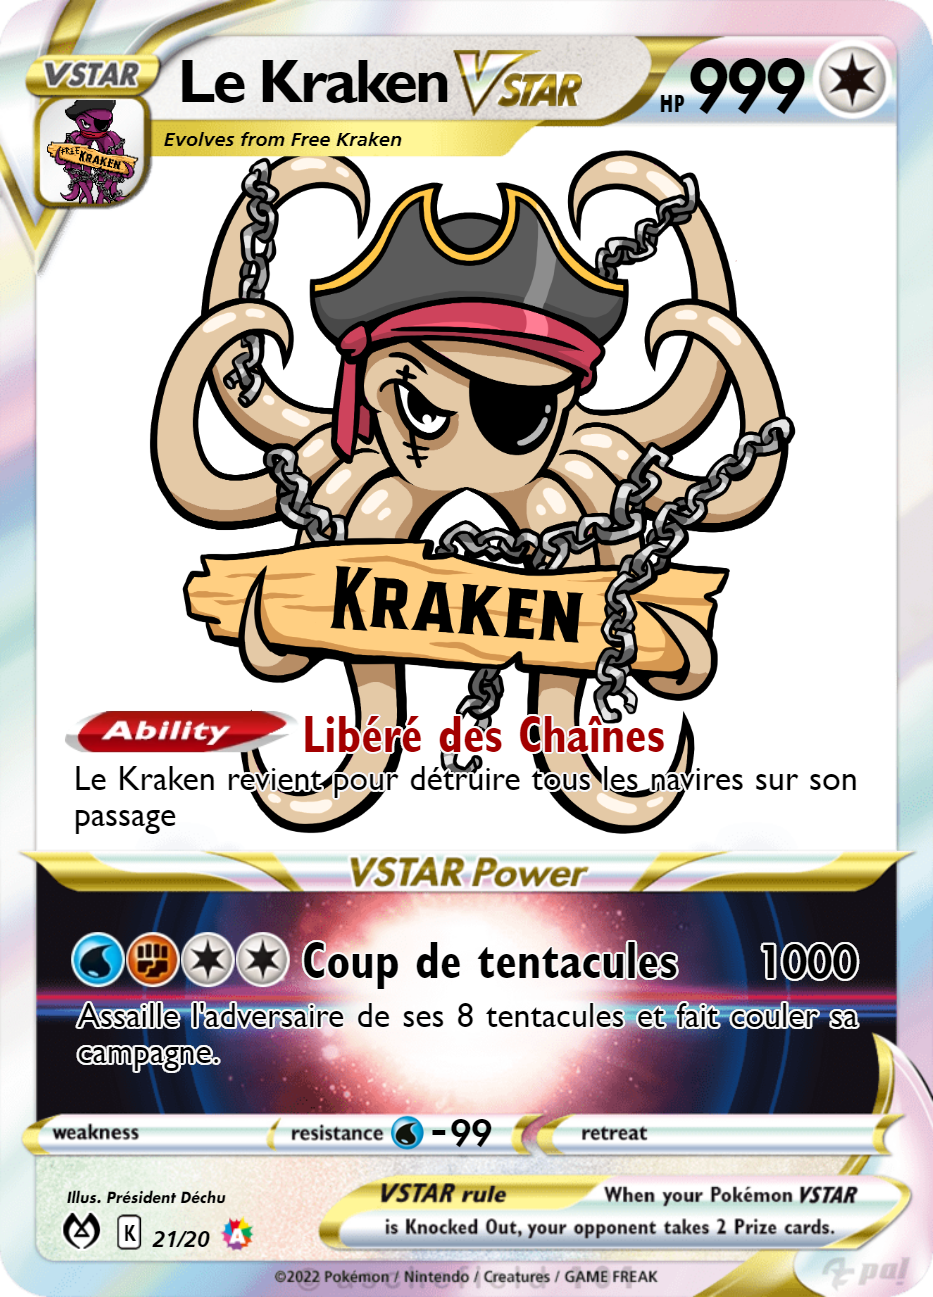 VSTAR Le Kraken VSTAR HP 999
Evolves from Free Kraken
FREE KRAKEN
KRAKEN
Ability Libéré des Chaînes
Le Kraken revient pour détruire tous les navires sur son
passage
VSTAR Power
Coup de tentacules 1000
Assaille l'adversaire de ses 8 tentacules et fait couler sa
campagne.
weakness resistance -99 retreat
Illus. Président Déchu
VSTAR rule When your Pokémon VSTAR
is Knocked Out, your opponent takes 2 Prize cards.
K 21/20 A
©2022 Pokémon / Nintendo / Creatures / GAME FREAK